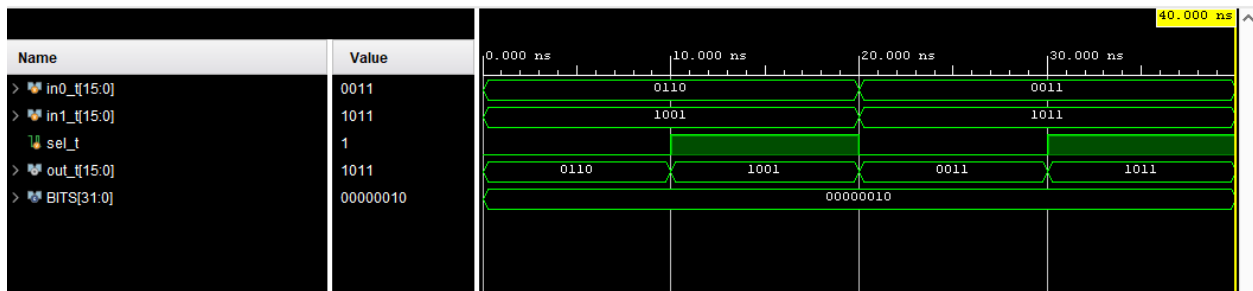 40.000 ns
Name Value 0.000 ns 10.000 ns 20.000 ns 30.000 ns
in0_t[15:0] 0011 0110 0011
in1_t[15:0] 1011 1001 1011
sel_t 1
out_t[15:0] 1011 0110 1001 0011 1011
BITS[31:0] 00000010 00000010